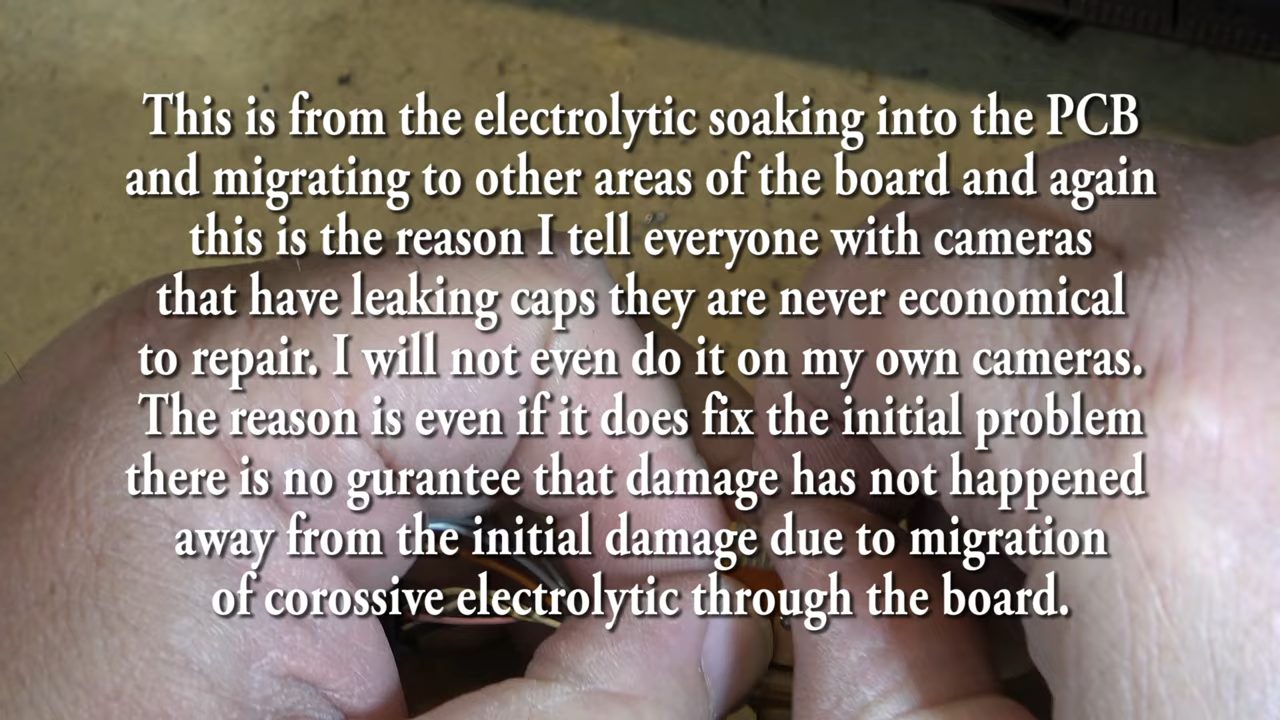 This is from the electrolytic soaking into the PCB
and migrating to other areas of the board and again
this is the reason I tell everyone with cameras
that have leaking caps they are never economical
to repair. I will not even do it on my own cameras.
The reason is even if it does fix the initial problem
there is no gurantee that damage has not happened
away from the initial damage due to migration
of corossive electrolytic through the board.